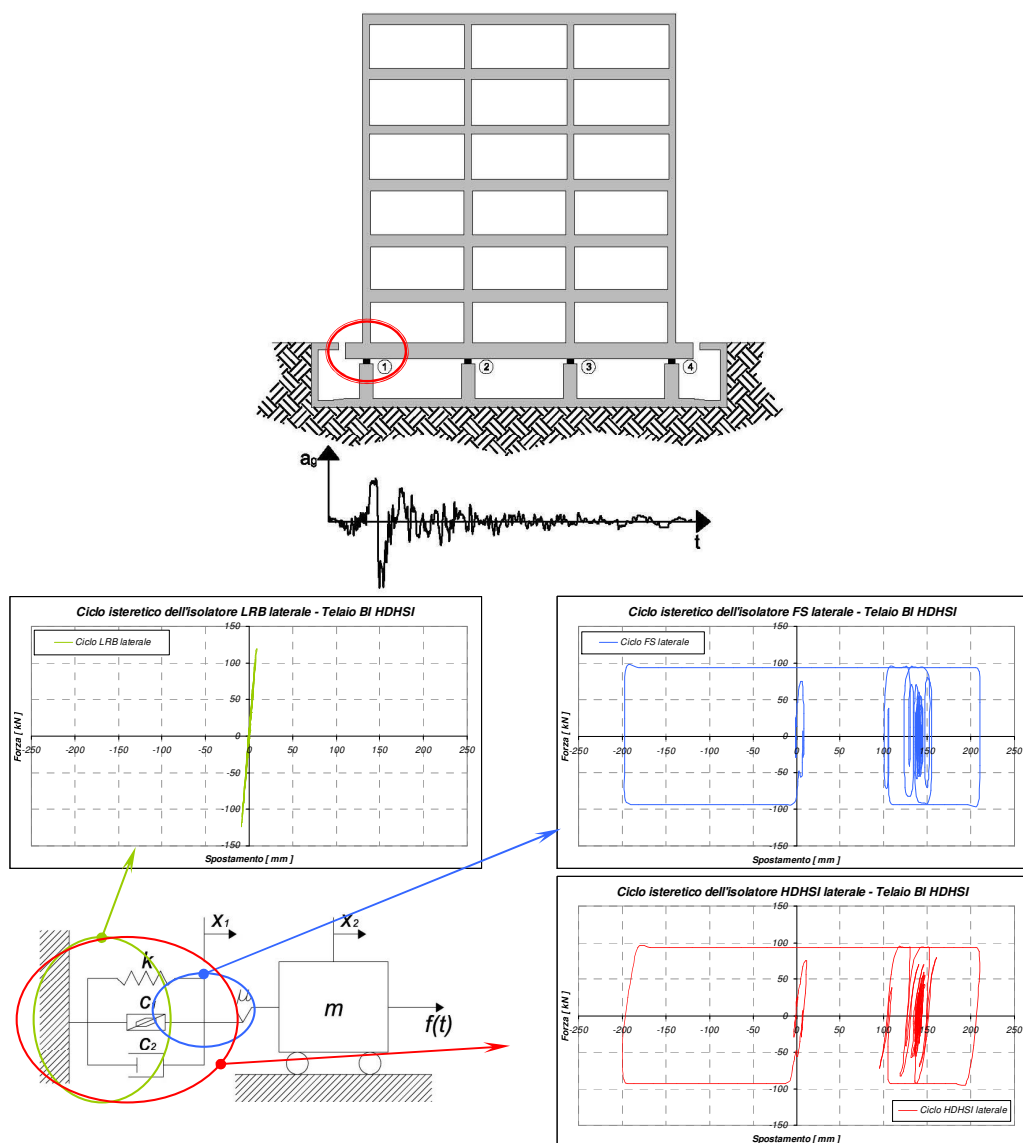 ① ② ③ ④
a_g
t
Ciclo isteretico dell'isolatore LRB laterale - Telaio BI HDHSI
Ciclo LRB laterale
Forza [ kN ]
150
100
50
0
-50
-100
-150
-250 -200 -150 -100 -50 0 50 100 150 200 250
Spostamento [ mm ]
Ciclo isteretico dell'isolatore FS laterale - Telaio BI HDHSI
Ciclo FS laterale
Forza [ kN ]
150
100
50
0
-50
-100
-150
-250 -200 -150 -100 -50 0 50 100 150 200 250
Spostamento [ mm ]
Ciclo isteretico dell'isolatore HDHSI laterale - Telaio BI HDHSI
Forza [ kN ]
150
100
50
0
-50
-100
-150
-250 -200 -150 -100 -50 0 50 100 150 200 250
Ciclo HDHSI laterale
Spostamento [ mm ]
X₁ X₂
k
μ
C₁
m
f(t)
C₂